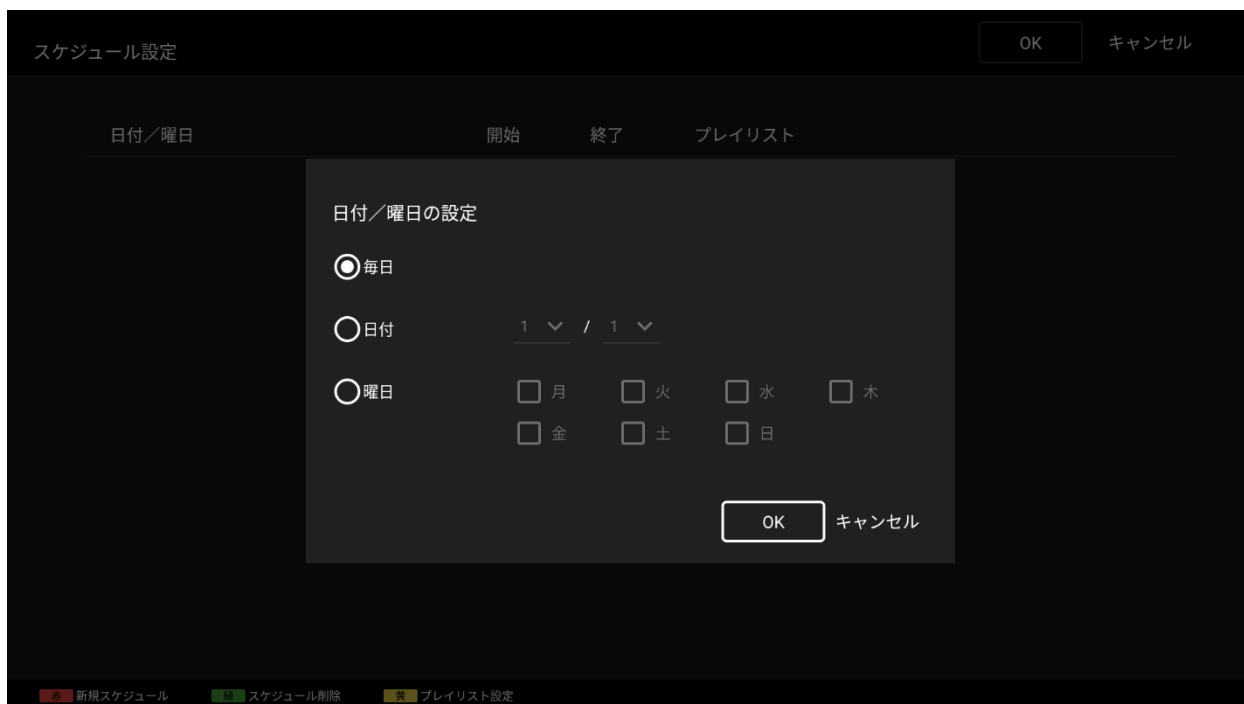 スケジュール設定 OK キャンセル
日付／曜日 開始 終了 プレイリスト
日付／曜日の設定
毎日
日付 1 / 1
曜日 月 火 水 木
金 土 日
OK キャンセル
赤 新規スケジュール 緑 スケジュール削除 黄 プレイリスト設定